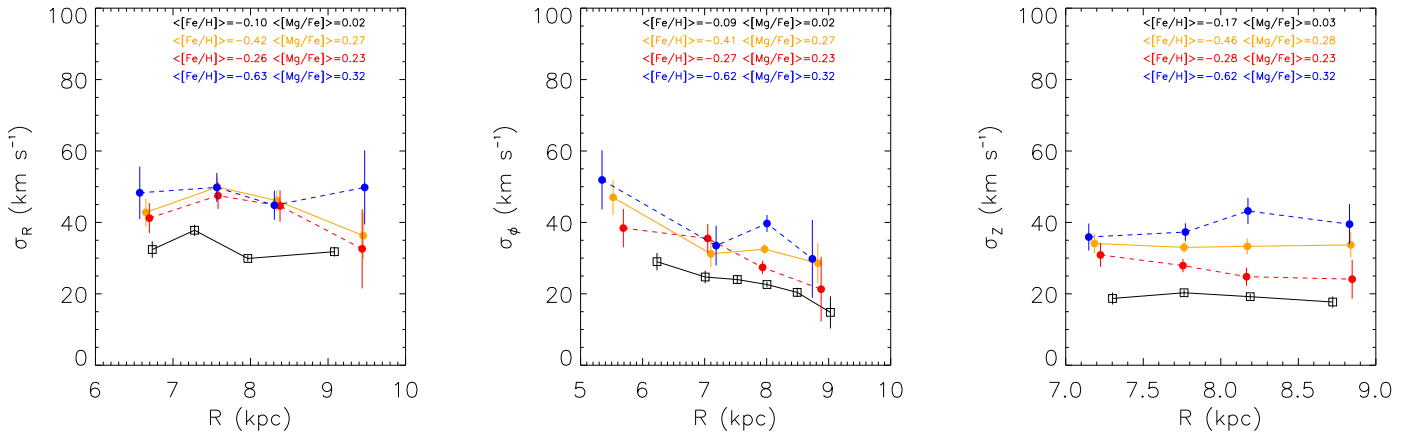 <[Fe/H]>=−0.10 <[Mg/Fe]>=0.02
<[Fe/H]>=−0.42 <[Mg/Fe]>=0.27
<[Fe/H]>=−0.26 <[Mg/Fe]>=0.23
<[Fe/H]>=−0.63 <[Mg/Fe]>=0.32
100
80
60
40
20
0
σR (km s⁻¹)
6 7 8 9 10
R (kpc)
<[Fe/H]>=−0.09 <[Mg/Fe]>=0.02
<[Fe/H]>=−0.41 <[Mg/Fe]>=0.27
<[Fe/H]>=−0.27 <[Mg/Fe]>=0.23
<[Fe/H]>=−0.62 <[Mg/Fe]>=0.32
100
80
60
40
20
0
σϕ (km s⁻¹)
5 6 7 8 9 10
R (kpc)
<[Fe/H]>=−0.17 <[Mg/Fe]>=0.03
<[Fe/H]>=−0.46 <[Mg/Fe]>=0.28
<[Fe/H]>=−0.28 <[Mg/Fe]>=0.23
<[Fe/H]>=−0.62 <[Mg/Fe]>=0.32
100
80
60
40
20
0
σZ (km s⁻¹)
7.0 7.5 8.0 8.5 9.0
R (kpc)